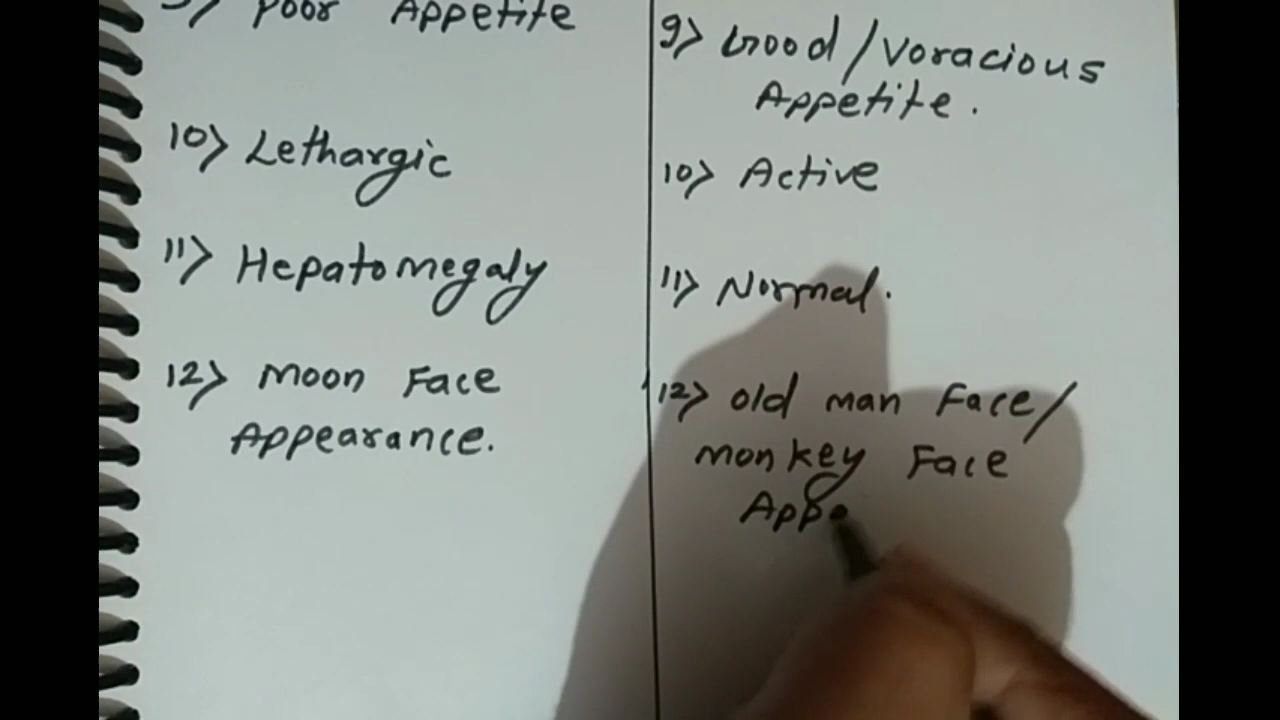 Poor Appetite
10> Lethargic
11> Hepatomegaly
12> Moon Face
Appearance.
9> Good/Voracious
Appetite.
10> Active
11> Normal.
12> old man Face/
monkey Face
App